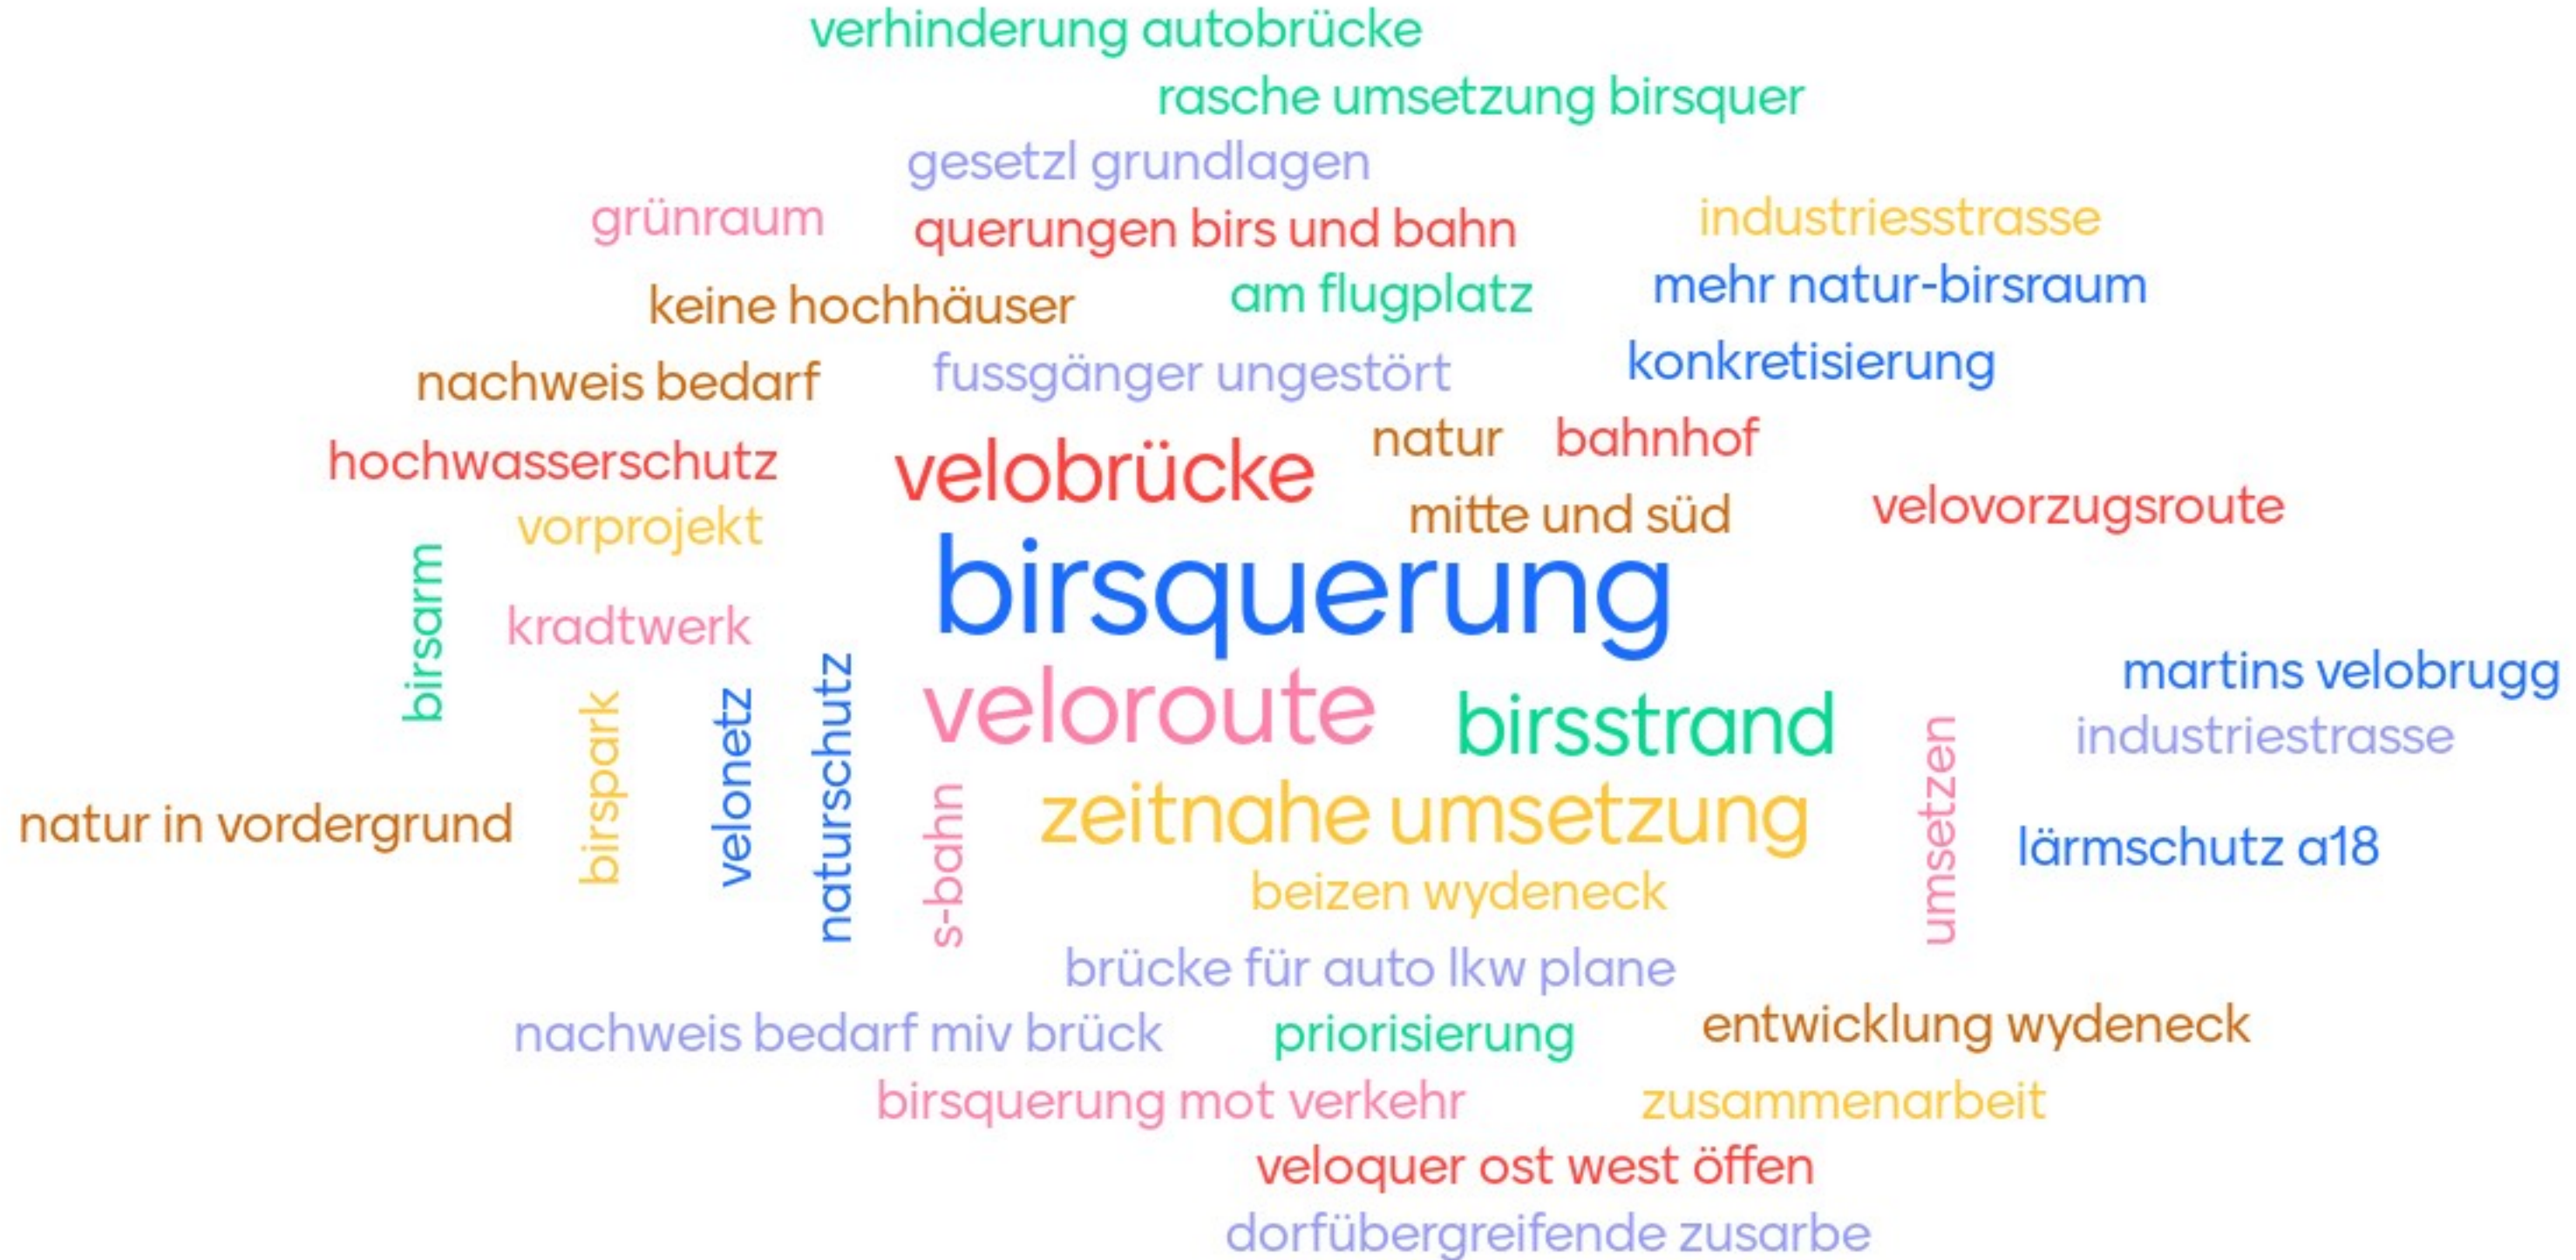 verhinderung autobrücke
rasche umsetzung birsquer
gesetzl grundlagen
grünraum
querungen birs und bahn
industriesstrasse
keine hochhäuser
am flugplatz
mehr natur-birsraum
nachweis bedarf
fussgänger ungestört
konkretisierung
hochwasserschutz
velobrücke
natur
bahnhof
vorprojekt
mitte und süd
velovorzugsroute
birsarm
kradtwerk
birsquerung
martins velobrugg
birspark
velonetz
naturschutz
veloroute
birsstrand
umsetzen
industriestrasse
natur in vordergrund
s-bahn
zeitnahe umsetzung
lärmschutz a18
beizen wydeneck
brücke für auto lkw plane
nachweis bedarf miv brück
priorisierung
entwicklung wydeneck
birsquerung mot verkehr
zusammenarbeit
veloquer ost west öffen
dorfübergreifende zusarbe